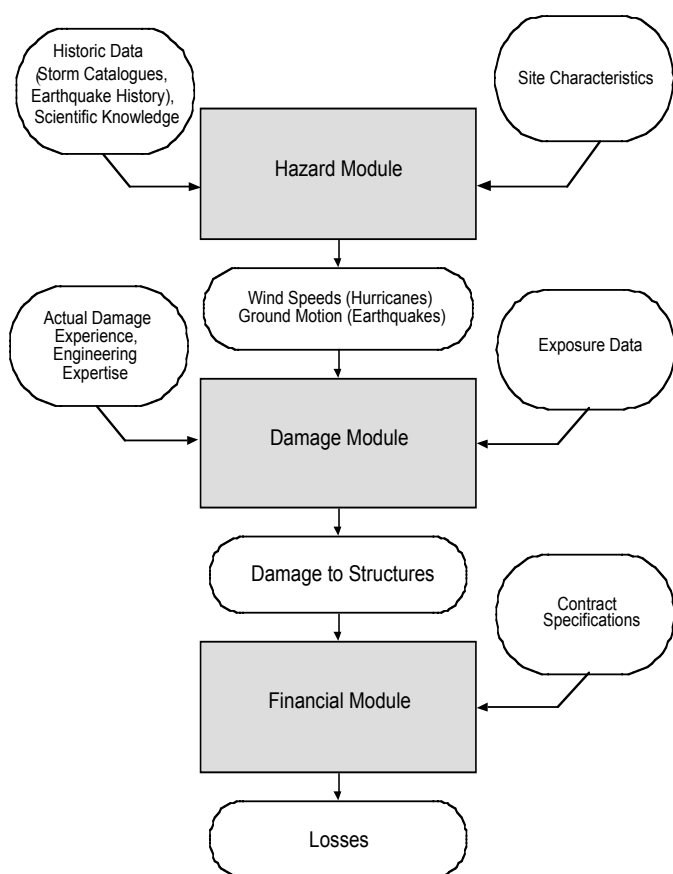 Historic Data
(Storm Catalogues,
Earthquake History),
Scientific Knowledge
Site Characteristics
Hazard Module
Wind Speeds (Hurricanes)
Ground Motion (Earthquakes)
Actual Damage
Experience,
Engineering
Expertise
Exposure Data
Damage Module
Damage to Structures
Contract
Specifications
Financial Module
Losses